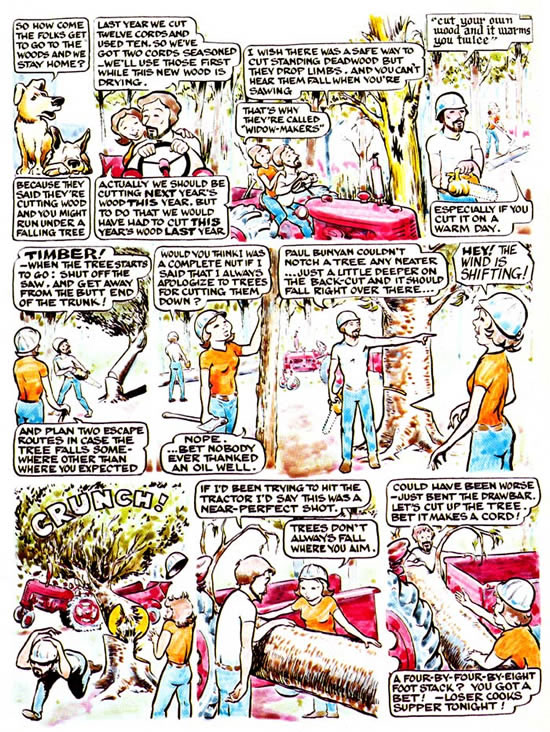 SO HOW COME
THE FOLKS GET
TO GO TO THE
WOODS AND WE
STAY HOME?
BECAUSE THEY
SAID THEY'RE
CUTTING WOOD
AND YOU MIGHT
RUN UNDER A
FALLING TREE
LAST YEAR WE CUT
TWELVE CORDS AND
USED TEN. SO WE'VE
GOT TWO CORDS SEASONED
—WE'LL USE THOSE FIRST
WHILE THIS NEW WOOD IS
DRYING.
ACTUALLY WE SHOULD BE
CUTTING NEXT YEAR'S
WOOD THIS YEAR. BUT
TO DO THAT WE WOULD
HAVE HAD TO CUT THIS
YEAR'S WOOD LAST YEAR
I WISH THERE WAS A SAFE WAY TO
CUT STANDING DEADWOOD BUT
THEY DROP LIMBS. AND YOU CAN'T
HEAR THEM FALL WHEN YOU'RE
SAWING
THAT'S WHY
THEY'RE CALLED
"WIDOW-MAKERS"
"cut your own
wood and it warms
you twice"
ESPECIALLY IF YOU
CUT IT ON A
WARM DAY.
TIMBER!
—WHEN THE TREE STARTS
TO GO: SHUT OFF THE
SAW. AND GET AWAY
FROM THE BUTT END
OF THE TRUNK!
AND PLAN TWO ESCAPE
ROUTES IN CASE THE
TREE FALLS SOME-
WHERE OTHER THAN
WHERE YOU EXPECTED
WOULD YOU THINK I WAS
A COMPLETE NUT IF I
SAID THAT I ALWAYS
APOLOGIZE TO TREES
FOR CUTTING THEM
DOWN?
NOPE.
...BET NOBODY
EVER THANKED
AN OIL WELL.
PAUL BUNYAN COULDN'T
NOTCH A TREE ANY NEATER
...JUST A LITTLE DEEPER ON
THE BACK-CUT AND IT SHOULD
FALL RIGHT OVER THERE...
HEY! THE
WIND IS
SHIFTING!
CRUNCH!
IF I'D BEEN TRYING TO HIT THE
TRACTOR I'D SAY THIS WAS A
NEAR-PERFECT SHOT.
TREES DON'T
ALWAYS FALL
WHERE YOU AIM.
COULD HAVE BEEN WORSE
—JUST BENT THE DRAWBAR.
LET'S CUT UP THE TREE.
BET IT MAKES A CORD!
A FOUR-BY-FOUR-BY-EIGHT
FOOT STACK? YOU GOT A
BET! —LOSER COOKS
SUPPER TONIGHT!